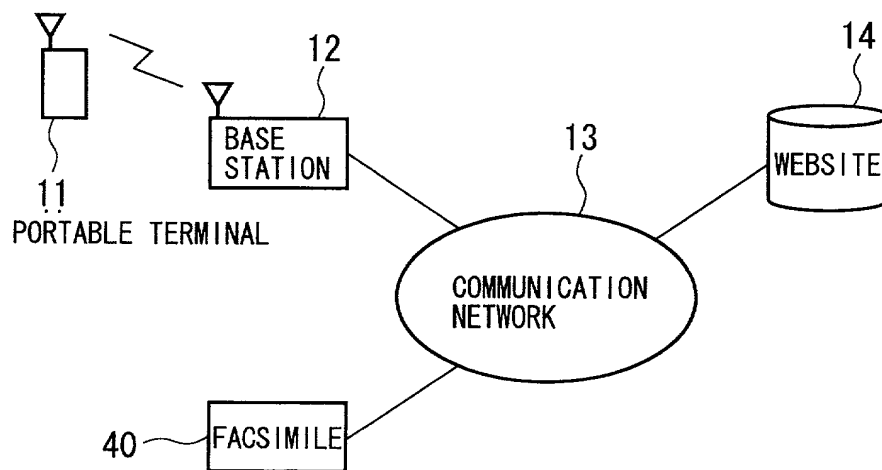 12
14
BASE
STATION
13
WEBSITE
11
PORTABLE TERMINAL
COMMUNICATION
NETWORK
40
FACSIMILE